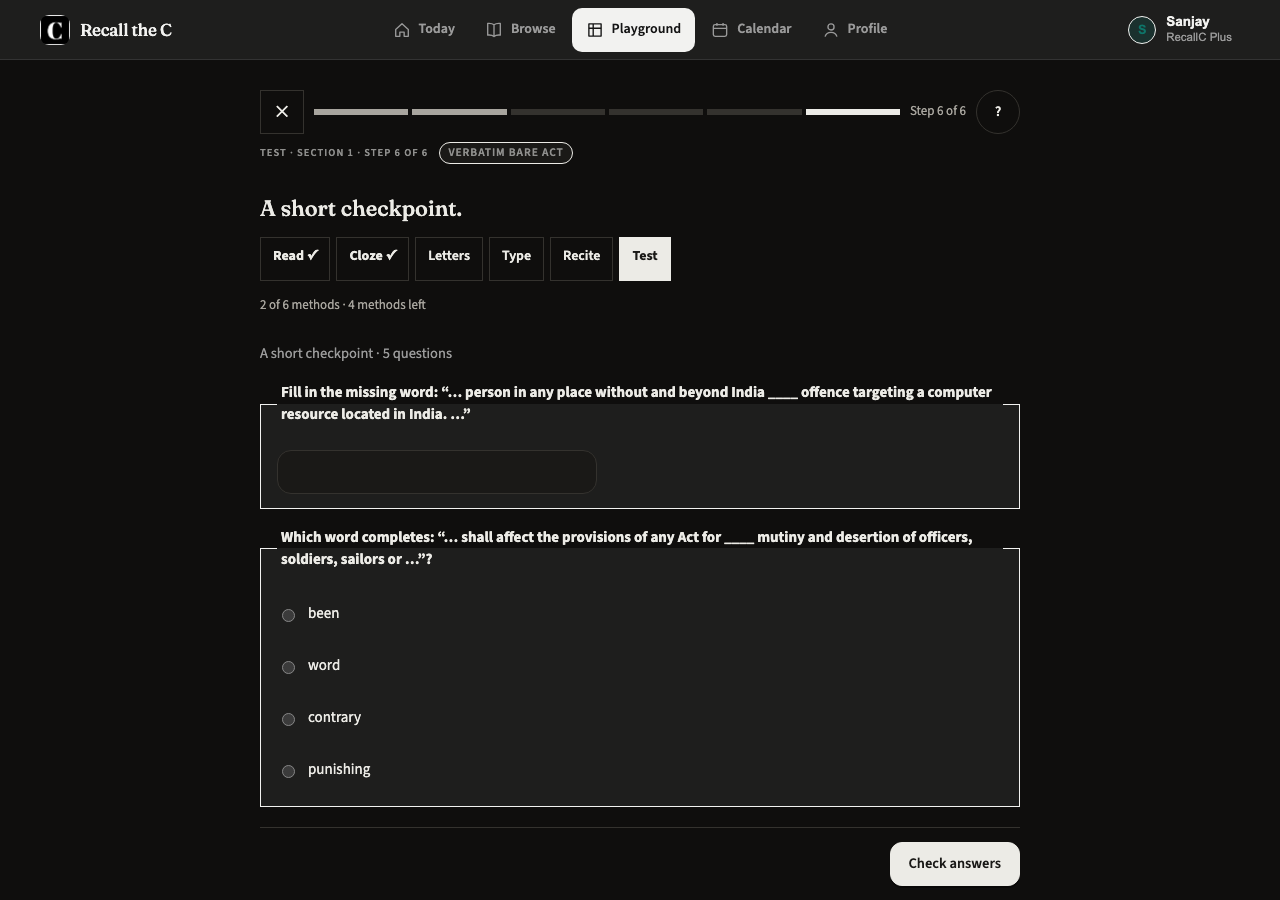 C Recall the C
Today
Browse
Playground
Calendar
Profile
S
Sanjay
RecallC Plus
Step 6 of 6
?
TEST · SECTION 1 · STEP 6 OF 6
VERBATIM BARE ACT
A short checkpoint.
Read ✓
Cloze ✓
Letters
Type
Recite
Test
2 of 6 methods · 4 methods left
A short checkpoint · 5 questions
Fill in the missing word: “… person in any place without and beyond India ____ offence targeting a computer
resource located in India. …”
Which word completes: “… shall affect the provisions of any Act for ____ mutiny and desertion of officers,
soldiers, sailors or …”?
been
word
contrary
punishing
Check answers